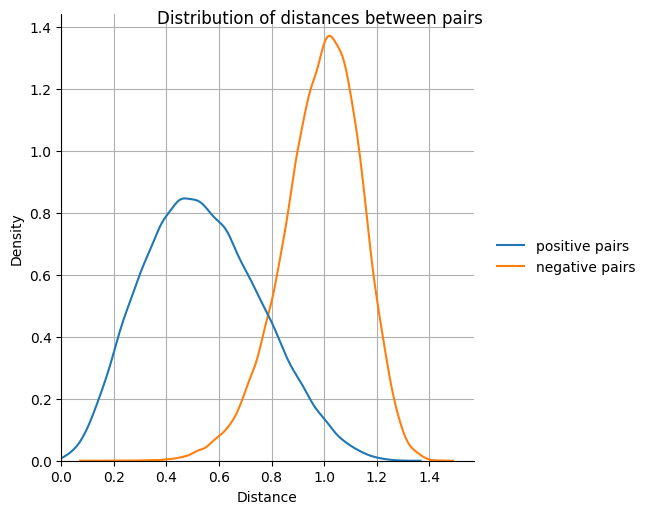 Distribution of distances between pairs
1.4
1.2
1.0
0.8
0.6
0.4
0.2
0.0
Density
0.0 0.2 0.4 0.6 0.8 1.0 1.2 1.4
Distance
positive pairs
negative pairs